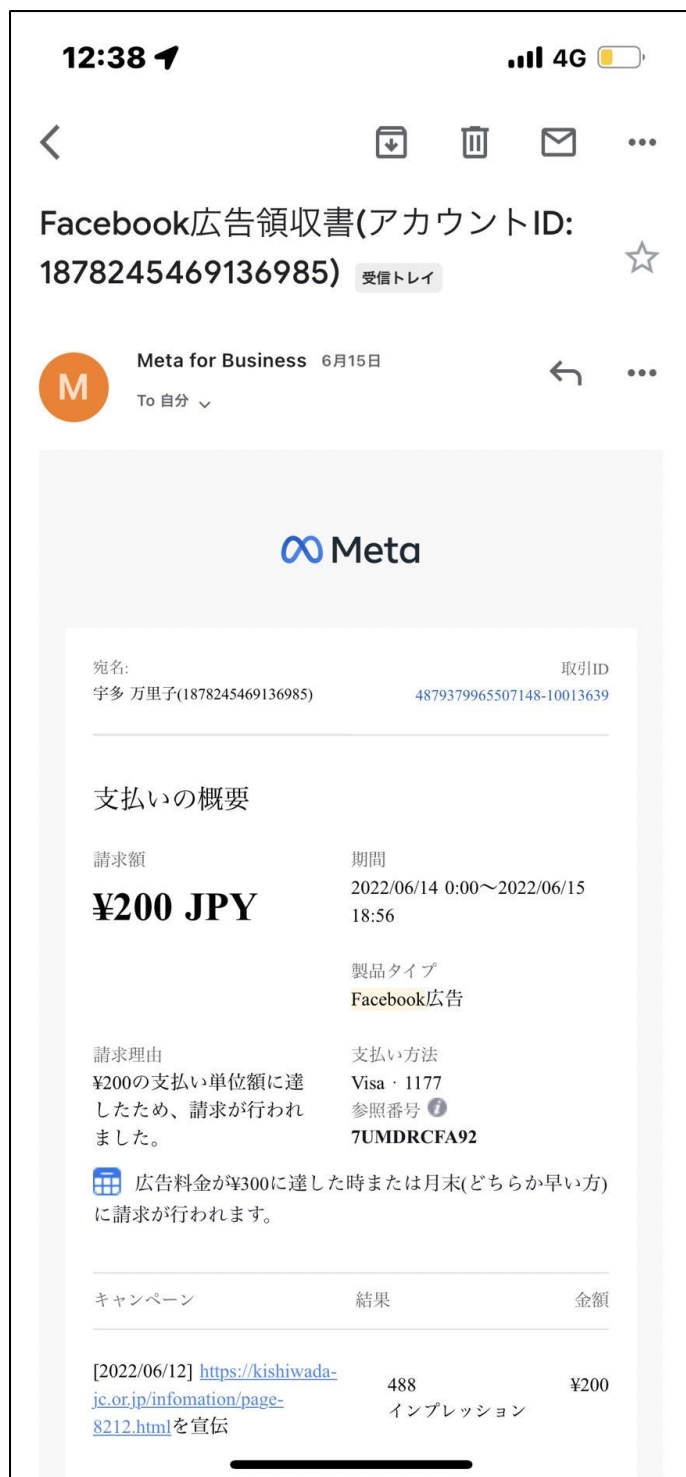 12:38
4G
Facebook広告領収書(アカウントID:
1878245469136985) 受信トレイ
M
Meta for Business 6月15日
To 自分
Meta
宛名:
宇多 万里子(1878245469136985)
取引ID
4879379965507148-10013639
支払いの概要
請求額
¥200 JPY
期間
2022/06/14 0:00〜2022/06/15
18:56
製品タイプ
Facebook広告
請求理由
¥200の支払い単位額に達
したため、請求が行われ
ました。
支払い方法
Visa · 1177
参照番号 i
7UMDRCFA92
広告料金が¥300に達した時または月末(どちらか早い方)
に請求が行われます。
キャンペーン 結果 金額
[2022/06/12] https://kishiwada-
jc.or.jp/infomation/page-
8212.htmlを宣伝
488
インプレッション
¥200